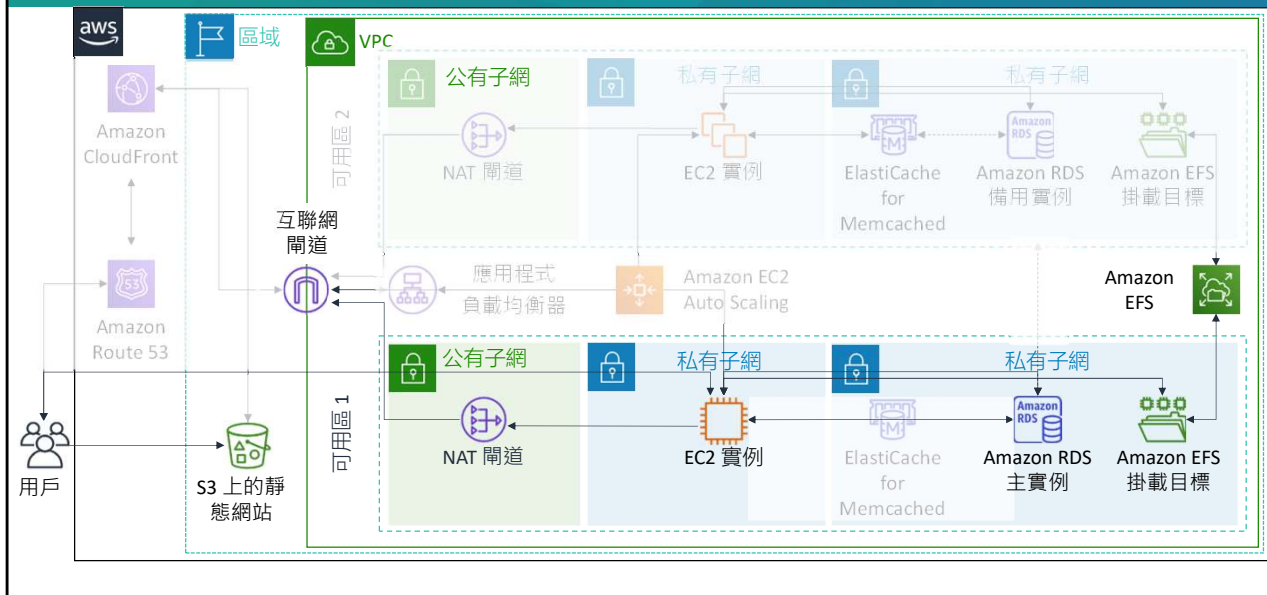 aws
區域
VPC
可用區 2
公有子網
私有子網
私有子網
Amazon
CloudFront
NAT 閘道
EC2 實例
ElastiCache
for
Memcached
Amazon
RDS
Amazon RDS
備用實例
Amazon EFS
掛載目標
互聯網
閘道
53
Amazon
Route 53
應用程式
負載均衡器
Amazon EC2
Auto Scaling
Amazon
EFS
可用區 1
公有子網
私有子網
私有子網
用戶
S3 上的靜
態網站
NAT 閘道
EC2 實例
ElastiCache
for
Memcached
Amazon
RDS
Amazon RDS
主實例
Amazon EFS
掛載目標